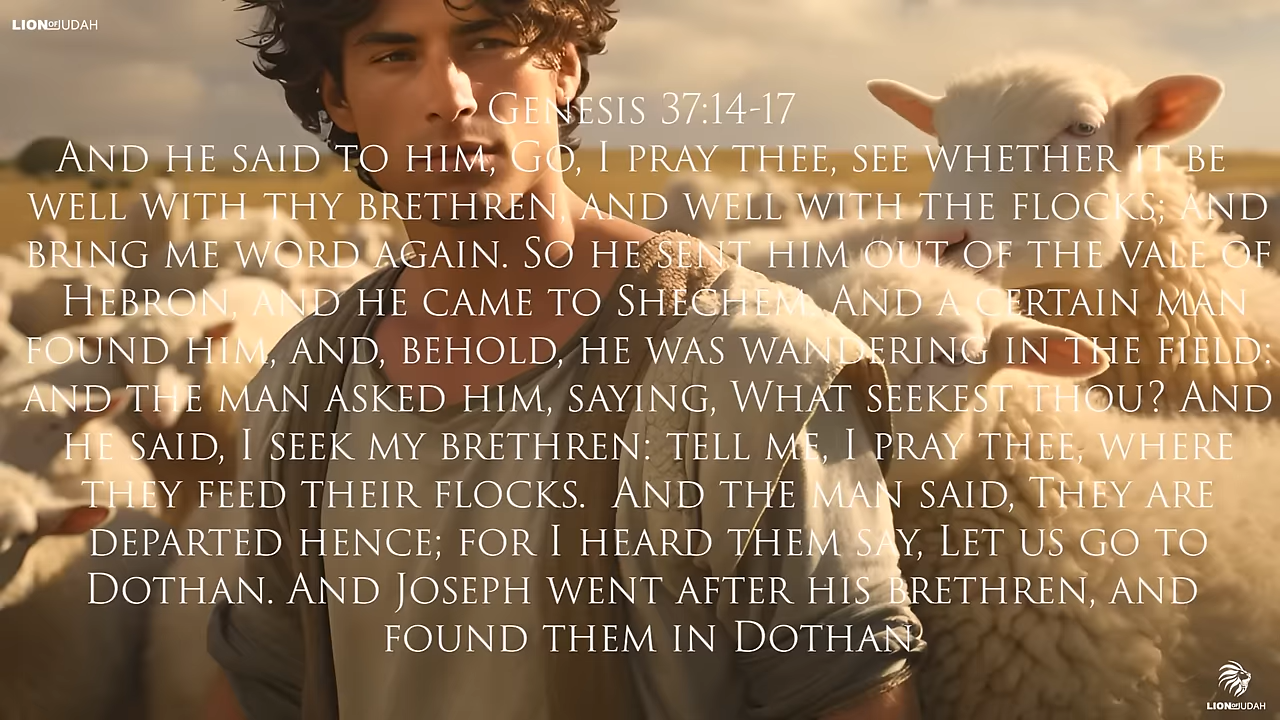 LION OF JUDAH
Genesis 37:14-17
And he said to him, Go, I pray thee, see whether it be
well with thy brethren, and well with the flocks; and
bring me word again. So he sent him out of the vale of
Hebron, and he came to Shechem. And a certain man
found him, and, behold, he was wandering in the field:
and the man asked him, saying, What seekest thou? And
he said, I seek my brethren: tell me, I pray thee, where
they feed their flocks.  And the man said, They are
departed hence; for I heard them say, Let us go to
Dothan. And Joseph went after his brethren, and
found them in Dothan.
LION OF JUDAH